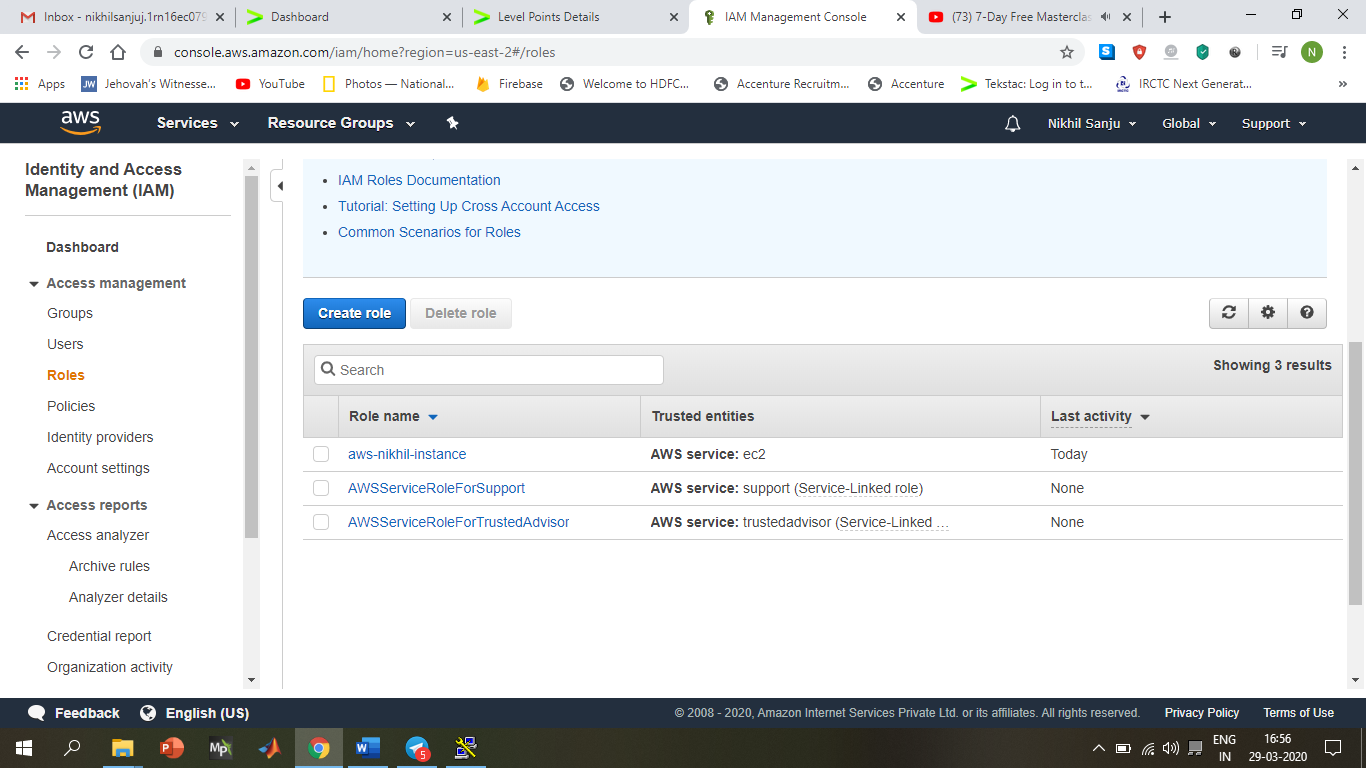 Inbox - nikhilsanjuj.1rn16ec079
Dashboard
Level Points Details
IAM Management Console
(73) 7-Day Free Masterclas
console.aws.amazon.com/iam/home?region=us-east-2#/roles
N
Apps
JW
Jehovah's Witnesse...
YouTube
Photos — National...
Firebase
Welcome to HDFC...
Accenture Recruitm...
Accenture
Tekstac: Log in to t...
IRCTC Next Generat...
»
aws
Services
Resource Groups
Nikhil Sanju
Global
Support
Identity and Access
Management (IAM)
Dashboard
Access management
Groups
Users
Roles
Policies
Identity providers
Account settings
Access reports
Access analyzer
Archive rules
Analyzer details
Credential report
Organization activity
• IAM Roles Documentation
• Tutorial: Setting Up Cross Account Access
• Common Scenarios for Roles
Create role
Delete role
Search
Showing 3 results
Role name Trusted entities Last activity
aws-nikhil-instance AWS service: ec2 Today
AWSServiceRoleForSupport AWS service: support (Service-Linked role) None
AWSServiceRoleForTrustedAdvisor AWS service: trustedadvisor (Service-Linked ... None
Feedback
English (US)
© 2008 - 2020, Amazon Internet Services Private Ltd. or its affiliates. All rights reserved.
Privacy Policy
Terms of Use
Mp
5
ENG
IN
16:56
29-03-2020